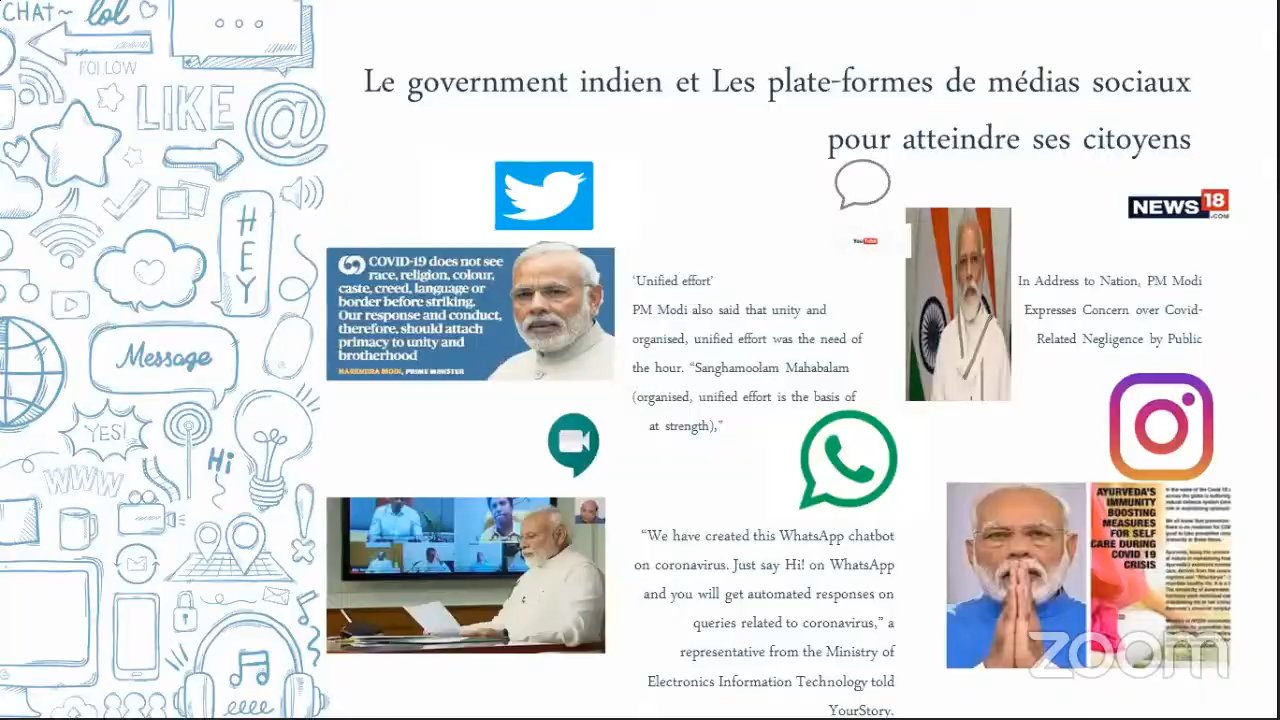 CHAT~ lol
FOLLOW
LIKE
@
HEY
Message
YES!
Hi
WWW
Le government indien et Les plate-formes de médias sociaux
pour atteindre ses citoyens
NEWS 18
.COM
YouTube
COVID-19 does not see
race, religion, colour,
caste, creed, language or
border before striking.
Our response and conduct,
therefore, should attach
primacy to unity and
brotherhood
NARENDRA MODI, PRIME MINISTER
‘Unified effort’
PM Modi also said that unity and
organised, unified effort was the need of
the hour. “Sanghamoolam Mahabalam
(organised, unified effort is the basis of
at strength),”
In Address to Nation, PM Modi
Expresses Concern over Covid-
Related Negligence by Public
“We have created this WhatsApp chatbot
on coronavirus. Just say Hi! on WhatsApp
and you will get automated responses on
queries related to coronavirus,” a
representative from the Ministry of
Electronics Information Technology told
YourStory.
AYURVEDA'S
IMMUNITY
BOOSTING
MEASURES
FOR SELF
CARE DURING
COVID 19
CRISIS
zoom